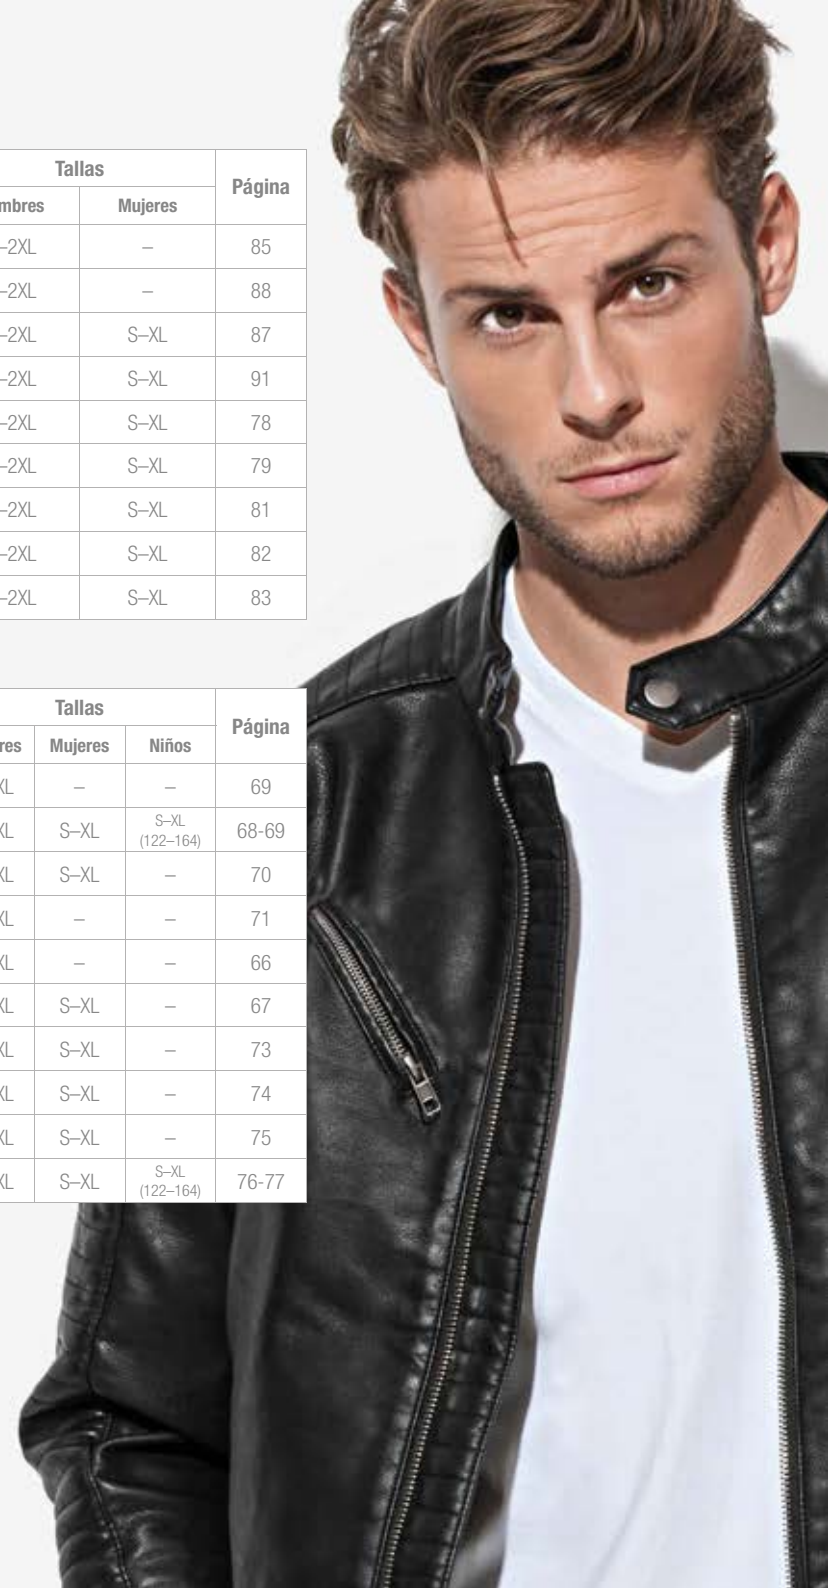 Tallas
Página
mbres Mujeres
–2XL – 85
–2XL – 88
–2XL S–XL 87
–2XL S–XL 91
–2XL S–XL 78
–2XL S–XL 79
–2XL S–XL 81
–2XL S–XL 82
–2XL S–XL 83
Tallas
Página
res Mujeres Niños
XL – – 69
XL S–XL S–XL (122–164) 68-69
XL S–XL – 70
XL – – 71
XL – – 66
XL S–XL – 67
XL S–XL – 73
XL S–XL – 74
XL S–XL – 75
XL S–XL S–XL (122–164) 76-77